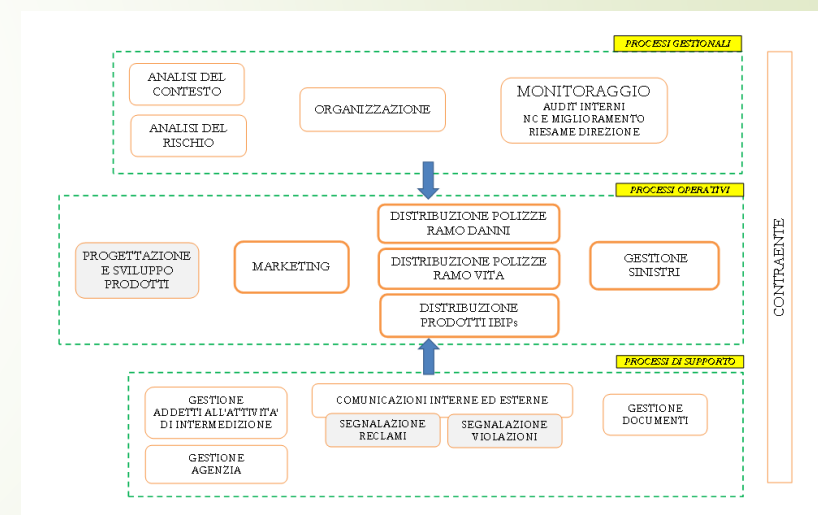 PROCESSI GESTIONALI
ANALISI DEL
CONTESTO
ORGANIZZAZIONE
MONITORAGGIO
AUDIT INTERNI
NC E MIGLIORAMENTO
RIESAME DIREZIONE
ANALISI DEL
RISCHIO
PROCESSI OPERATIVI
PROGETTAZIONE
E SVILUPPO
PRODOTTI
MARKETING
DISTRIBUZIONE POLIZZE
RAMO DANNI
DISTRIBUZIONE POLIZZE
RAMO VITA
DISTRIBUZIONE
PRODOTTI IBIPs
GESTIONE
SINISTRI
PROCESSI DI SUPPORTO
GESTIONE
ADDETTI ALL'ATTIVITA'
DI INTERMEDIZIONE
GESTIONE
AGENZIA
COMUNICAZIONI INTERNE ED ESTERNE
SEGNALAZIONE
RECLAMI
SEGNALAZIONE
VIOLAZIONI
GESTIONE
DOCUMENTI
CONTRAENTE